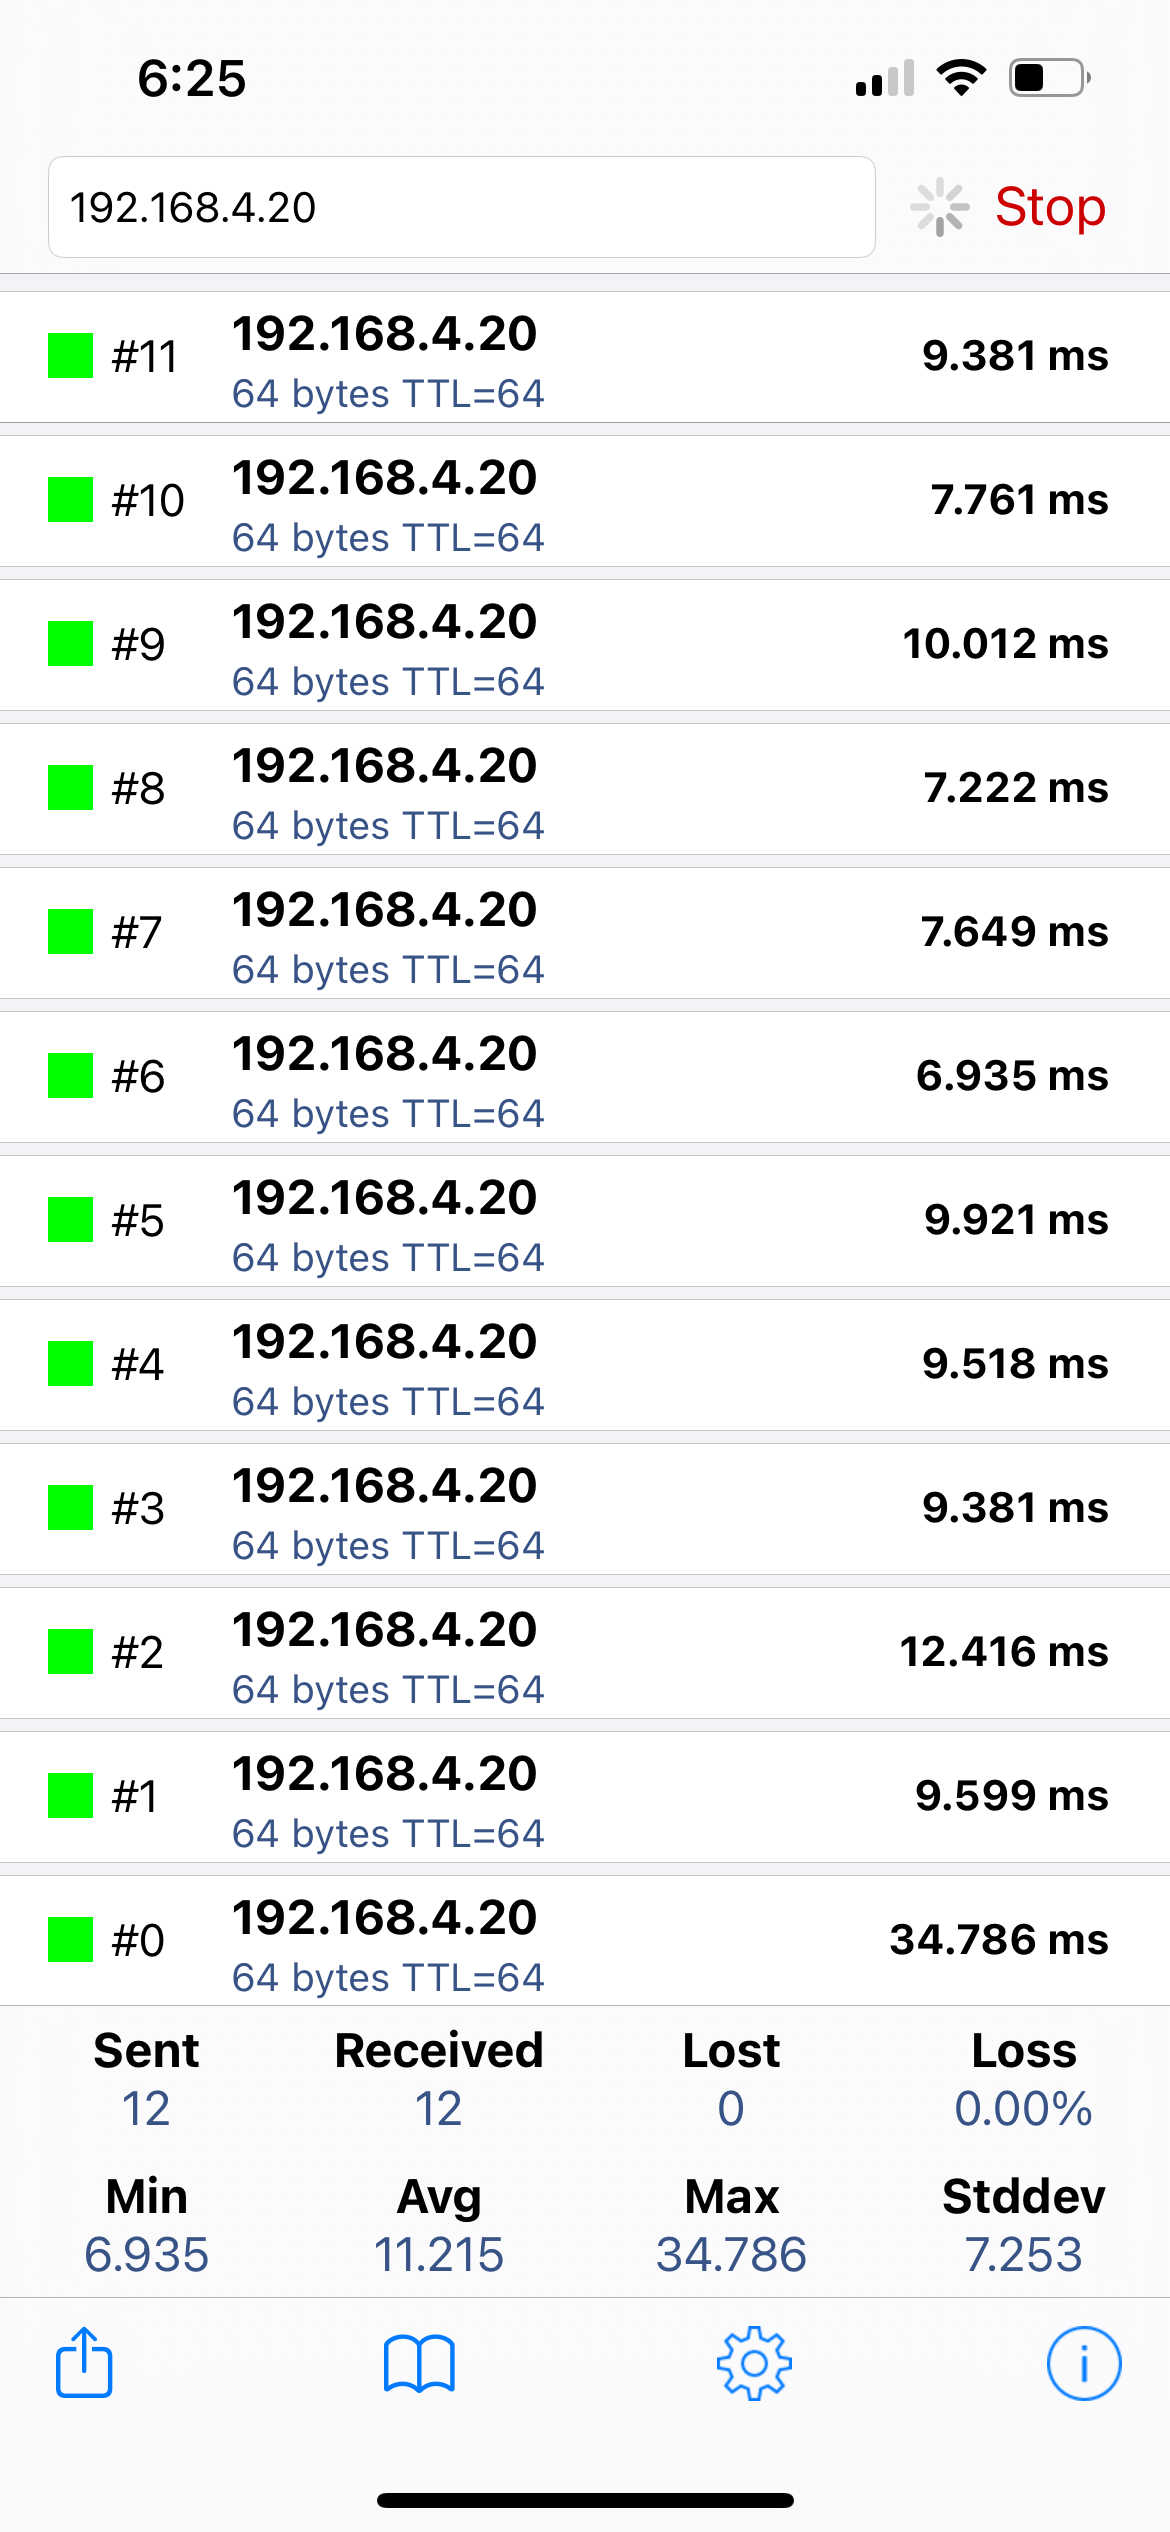 6:25
192.168.4.20
Stop
#11 192.168.4.20 9.381 ms
64 bytes TTL=64
#10 192.168.4.20 7.761 ms
64 bytes TTL=64
#9 192.168.4.20 10.012 ms
64 bytes TTL=64
#8 192.168.4.20 7.222 ms
64 bytes TTL=64
#7 192.168.4.20 7.649 ms
64 bytes TTL=64
#6 192.168.4.20 6.935 ms
64 bytes TTL=64
#5 192.168.4.20 9.921 ms
64 bytes TTL=64
#4 192.168.4.20 9.518 ms
64 bytes TTL=64
#3 192.168.4.20 9.381 ms
64 bytes TTL=64
#2 192.168.4.20 12.416 ms
64 bytes TTL=64
#1 192.168.4.20 9.599 ms
64 bytes TTL=64
#0 192.168.4.20 34.786 ms
64 bytes TTL=64
Sent Received Lost Loss
12 12 0 0.00%
Min Avg Max Stddev
6.935 11.215 34.786 7.253